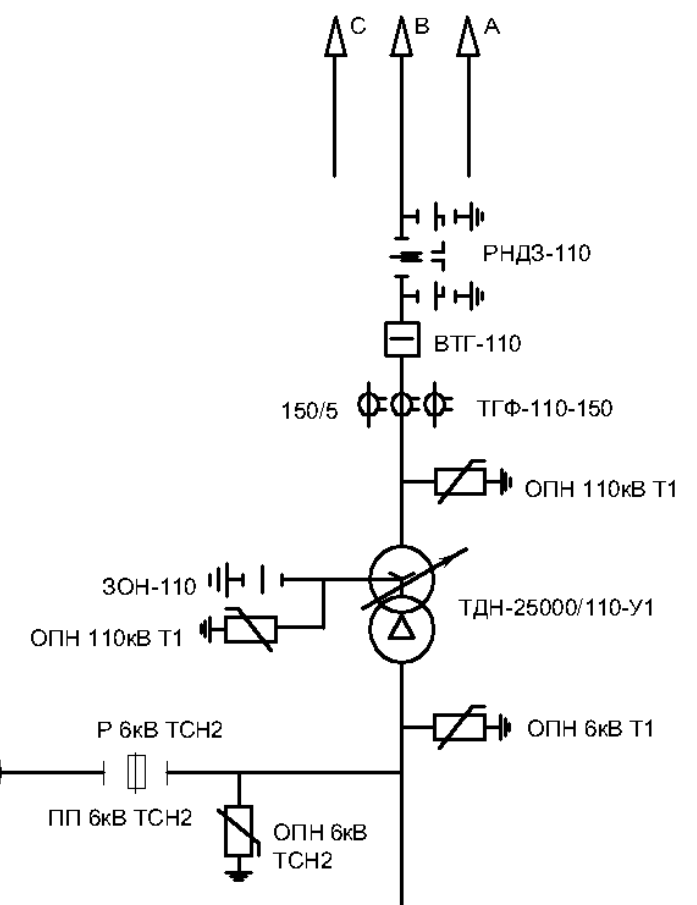 С В А
РНДЗ-110
ВТГ-110
150/5 ТГФ-110-150
ОПН 110кВ Т1
ЗОН-110
ТДН-25000/110-У1
ОПН 110кВ Т1
Р 6кВ ТСН2
ОПН 6кВ Т1
ПП 6кВ ТСН2
ОПН 6кВ
ТСН2